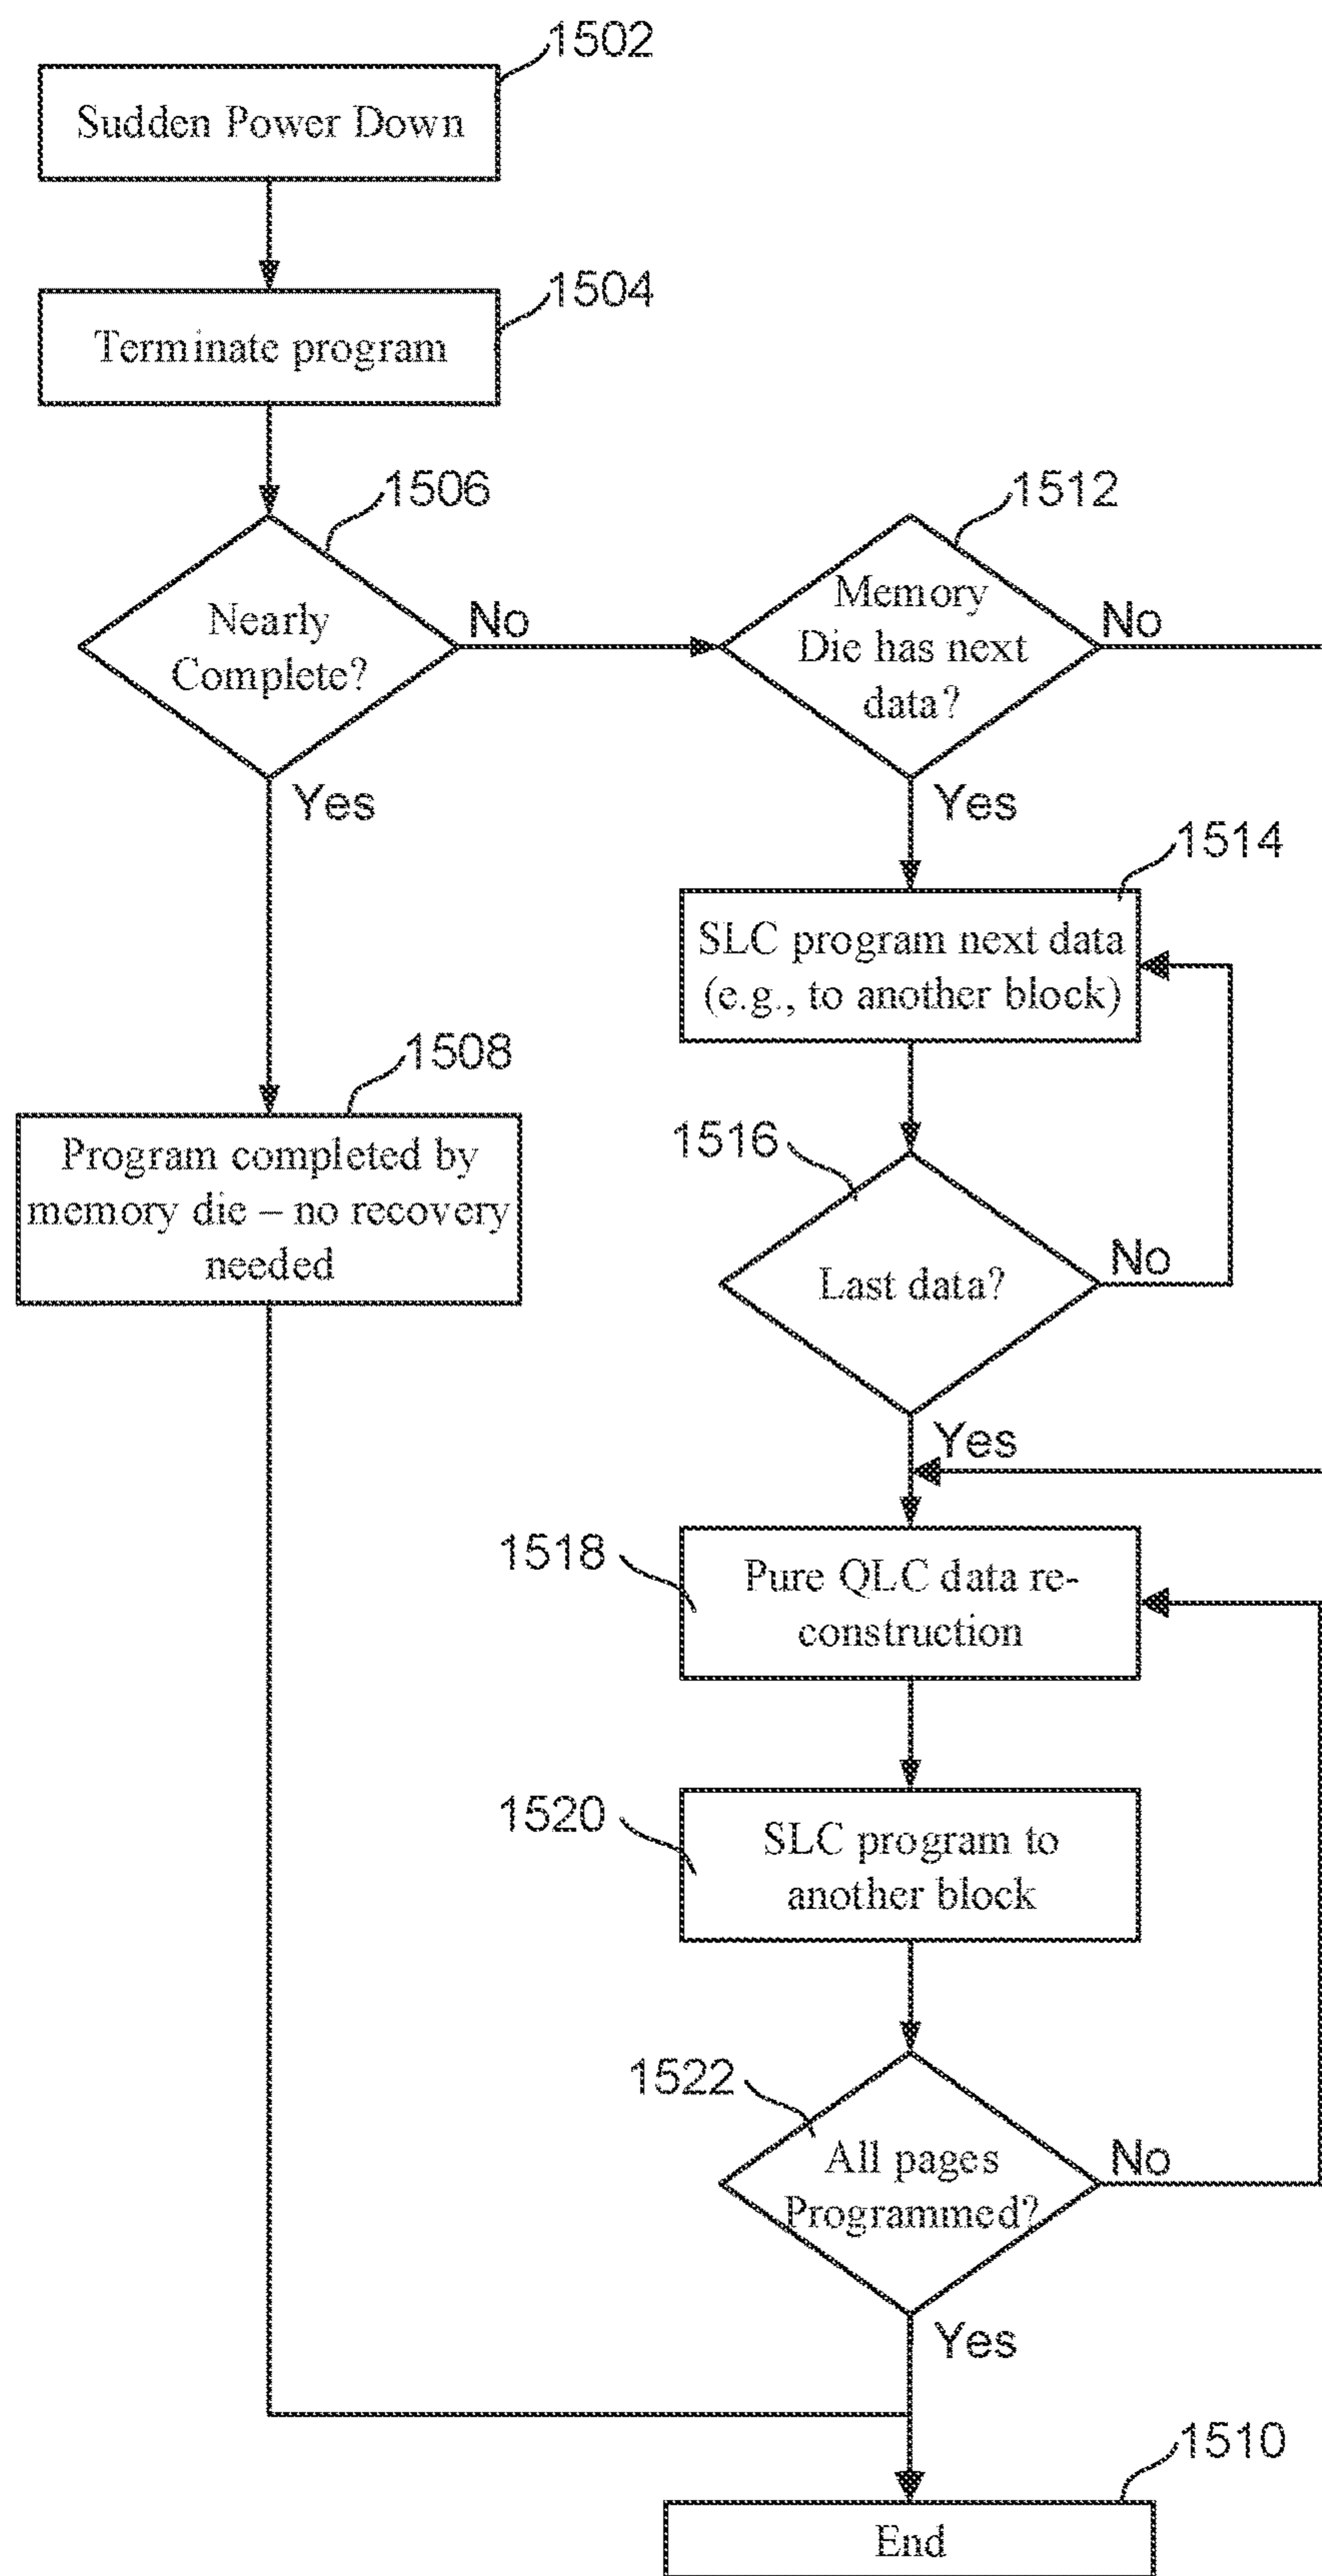 1502
Sudden Power Down
1504
Terminate program
1506
Nearly
Complete?
No
Yes
1512
Memory
Die has next
data?
No
Yes
1514
SLC program next data
(e.g., to another block)
1508
Program completed by
memory die – no recovery
needed
1516
Last data?
No
Yes
1518
Pure QLC data re-
construction
1520
SLC program to
another block
1522
All pages
Programmed?
No
Yes
1510
End